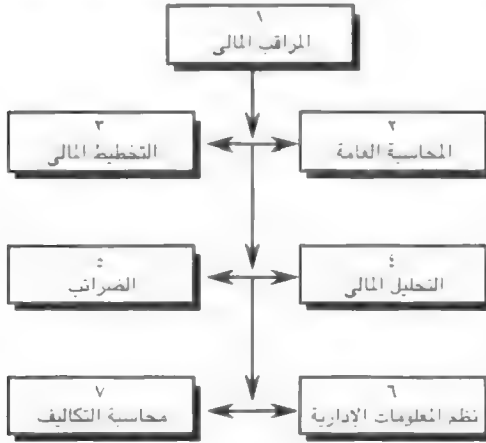 ١
المراقب المالى
٢
المحاسبة العامة
٣
التخطيط المالى
٤
التحليل المالى
٥
الضرائب
٦
نظم المعلومات الإدارية
٧
محاسبة التكاليف